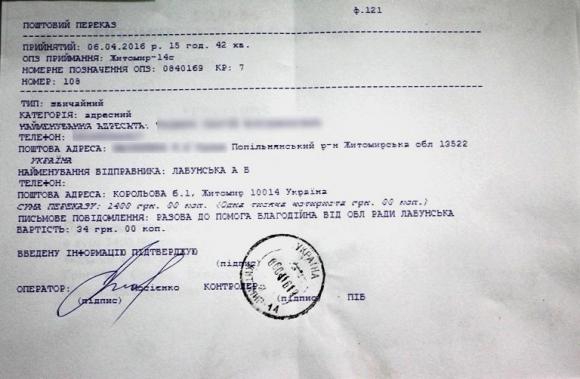 ф.121
ПОШТОВИЙ ПЕРЕКАЗ
ПРИЙНЯТИЙ: 06.04.2016 р. 15 год. 42 хв.
ОПЗ ПРИЙМАННЯ: Житомир-14с
НОМЕРНЕ ПОЗНАЧЕННЯ ОПЗ: 0840169 КР: 7
НОМЕР: 108
ТИП: звичайний
КАТЕГОРІЯ: адресний
НАЙМЕНУВАННЯ АДРЕСАТА:
ТЕЛЕФОН:
ПОШТОВА АДРЕСА: Попільнянський р-н Житомирська обл 13522
УКРАЇНА
НАЙМЕНУВАННЯ ВІДПРАВНИКА: ЛАБУНСЬКА А Б
ТЕЛЕФОН:
ПОШТОВА АДРЕСА: КОРОЛЬОВА б.1, Житомир 10014 Україна
СУМА ПЕРЕКАЗУ: 1400 грн. 00 коп. (Одна тисяча чотириста грн. 00 коп.)
ПИСЬМОВЕ ПОВІДОМЛЕННЯ: РАЗОВА ДО ПОМОГА БЛАГОДІЙНА ВІД ОБЛ РАДИ ЛАБУНСЬКА
ВАРТІСТЬ: 34 грн. 00 коп.
ВВЕДЕНУ ІНФОРМАЦІЮ ПІДТВЕРДЖУЮ
(підпис)
ОПЕРАТОР: КОНТРОЛЕР:
(підпис) (підпис) ПІБ
УКРАЇНА
14